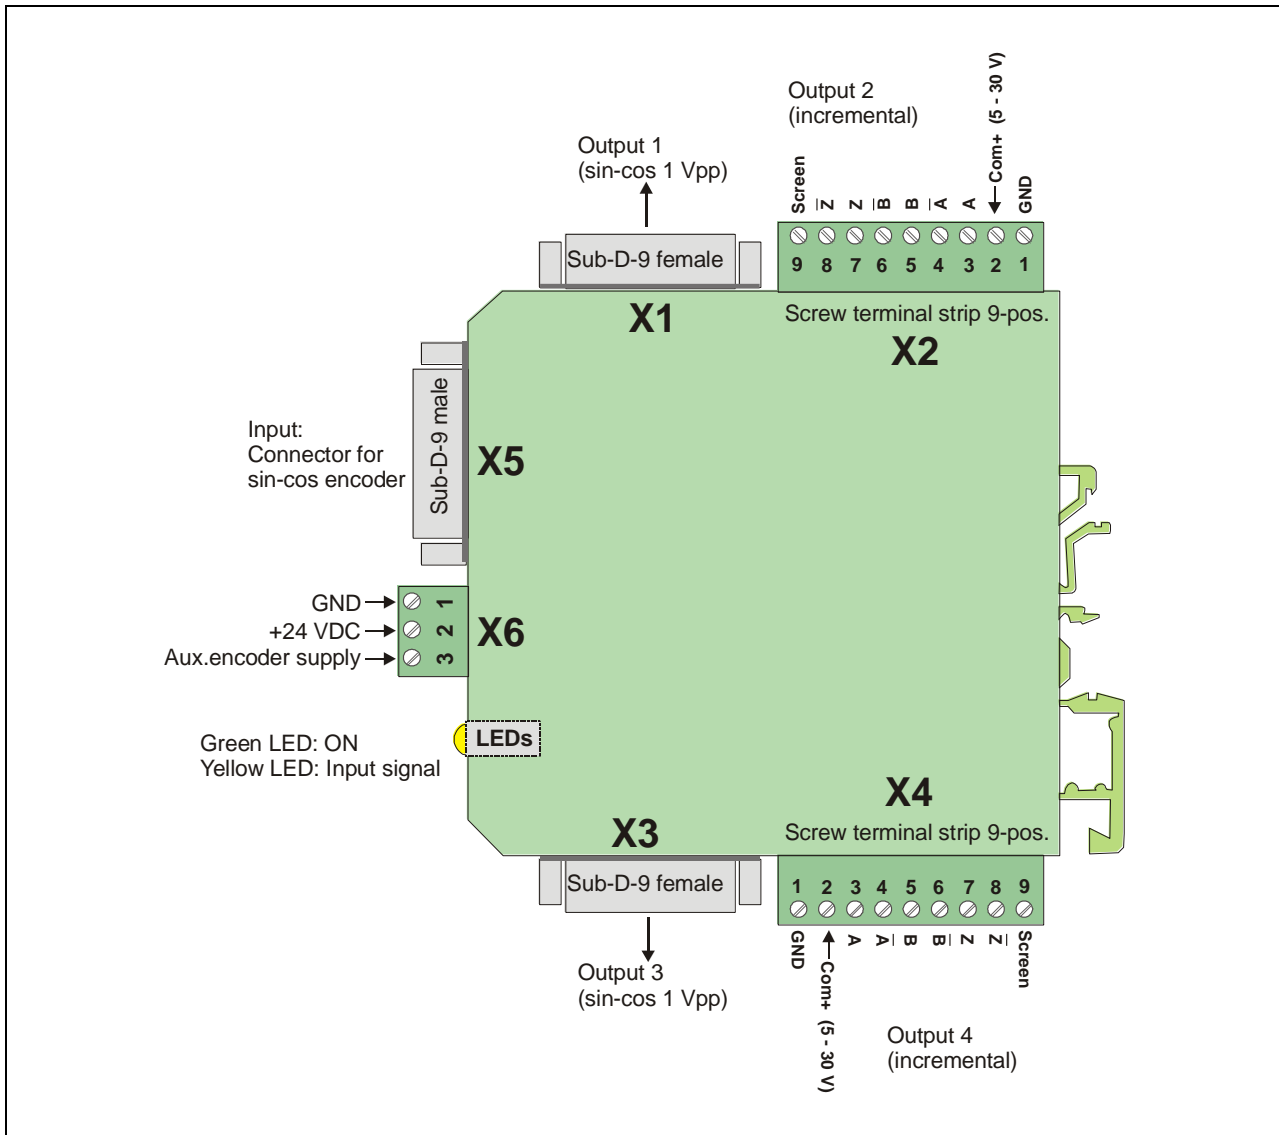 Output 2
(incremental)
Output 1
(sin-cos 1 Vpp)
Screen
Z̅
Z
B̅
B
A̅
A
Com+ (5 - 30 V)
GND
9 8 7 6 5 4 3 2 1
Sub-D-9 female
X1
Screw terminal strip 9-pos.
X2
Input:
Connector for
sin-cos encoder
Sub-D-9 male
X5
GND
+24 VDC
Aux.encoder supply
1
2
3
X6
Green LED: ON
Yellow LED: Input signal
LEDs
X4
Screw terminal strip 9-pos.
X3
Sub-D-9 female
1 2 3 4 5 6 7 8 9
GND
Com+ (5 - 30 V)
A
A̅
B
B̅
Z
Z̅
Screen
Output 3
(sin-cos 1 Vpp)
Output 4
(incremental)